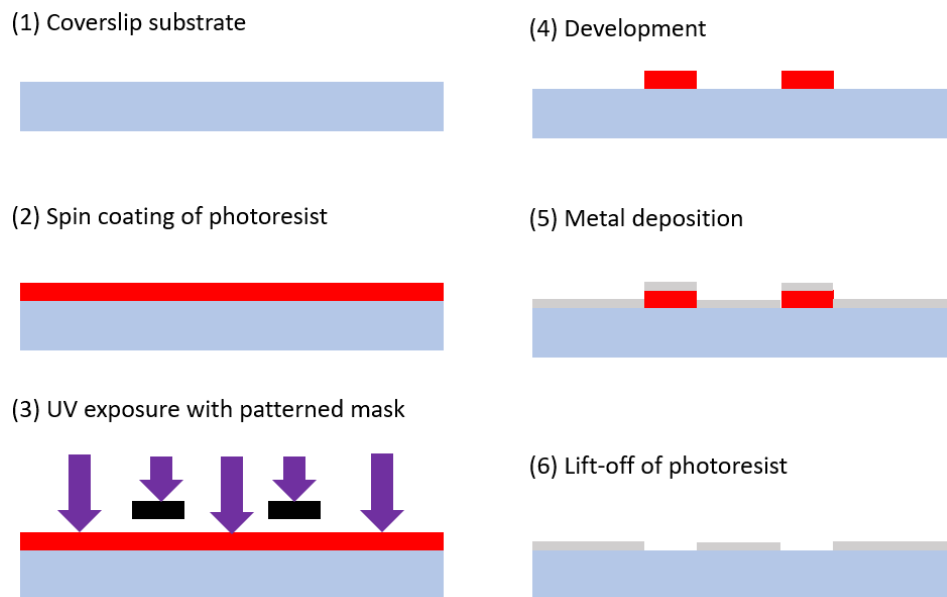 (1) Coverslip substrate
(2) Spin coating of photoresist
(3) UV exposure with patterned mask
(4) Development
(5) Metal deposition
(6) Lift-off of photoresist